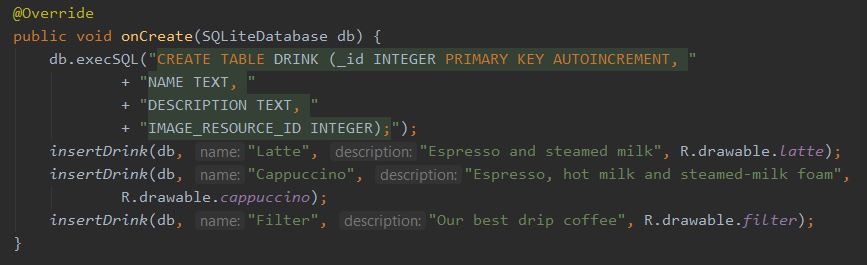 @Override
public void onCreate(SQLiteDatabase db) {
db.execSQL("CREATE TABLE DRINK (_id INTEGER PRIMARY KEY AUTOINCREMENT, "
+ "NAME TEXT, "
+ "DESCRIPTION TEXT, "
+ "IMAGE_RESOURCE_ID INTEGER);");
insertDrink(db, name: "Latte", description: "Espresso and steamed milk", R.drawable.latte);
insertDrink(db, name: "Cappuccino", description: "Espresso, hot milk and steamed-milk foam",
R.drawable.cappuccino);
insertDrink(db, name: "Filter", description: "Our best drip coffee", R.drawable.filter);
}